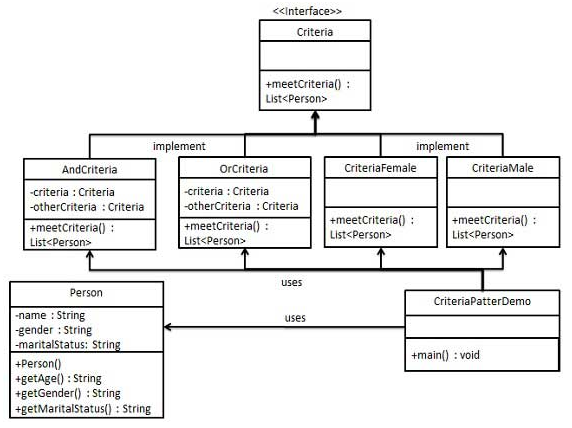 <<Interface>>
Criteria
+meetCriteria() :
List<Person>
implement
implement
AndCriteria
-criteria : Criteria
-otherCriteria : Criteria
+meetCriteria() :
List<Person>
OrCriteria
-criteria : Criteria
-otherCriteria : Criteria
+meetCriteria() :
List<Person>
CriteriaFemale
+meetCriteria() :
List<Person>
CriteriaMale
+meetCriteria() :
List<Person>
uses
Person
-name : String
-gender : String
-maritalStatus: String
+Person()
+getAge() : String
+getGender() : String
+getMaritalStatus() : String
uses
CriteriaPatterDemo
+main() : void